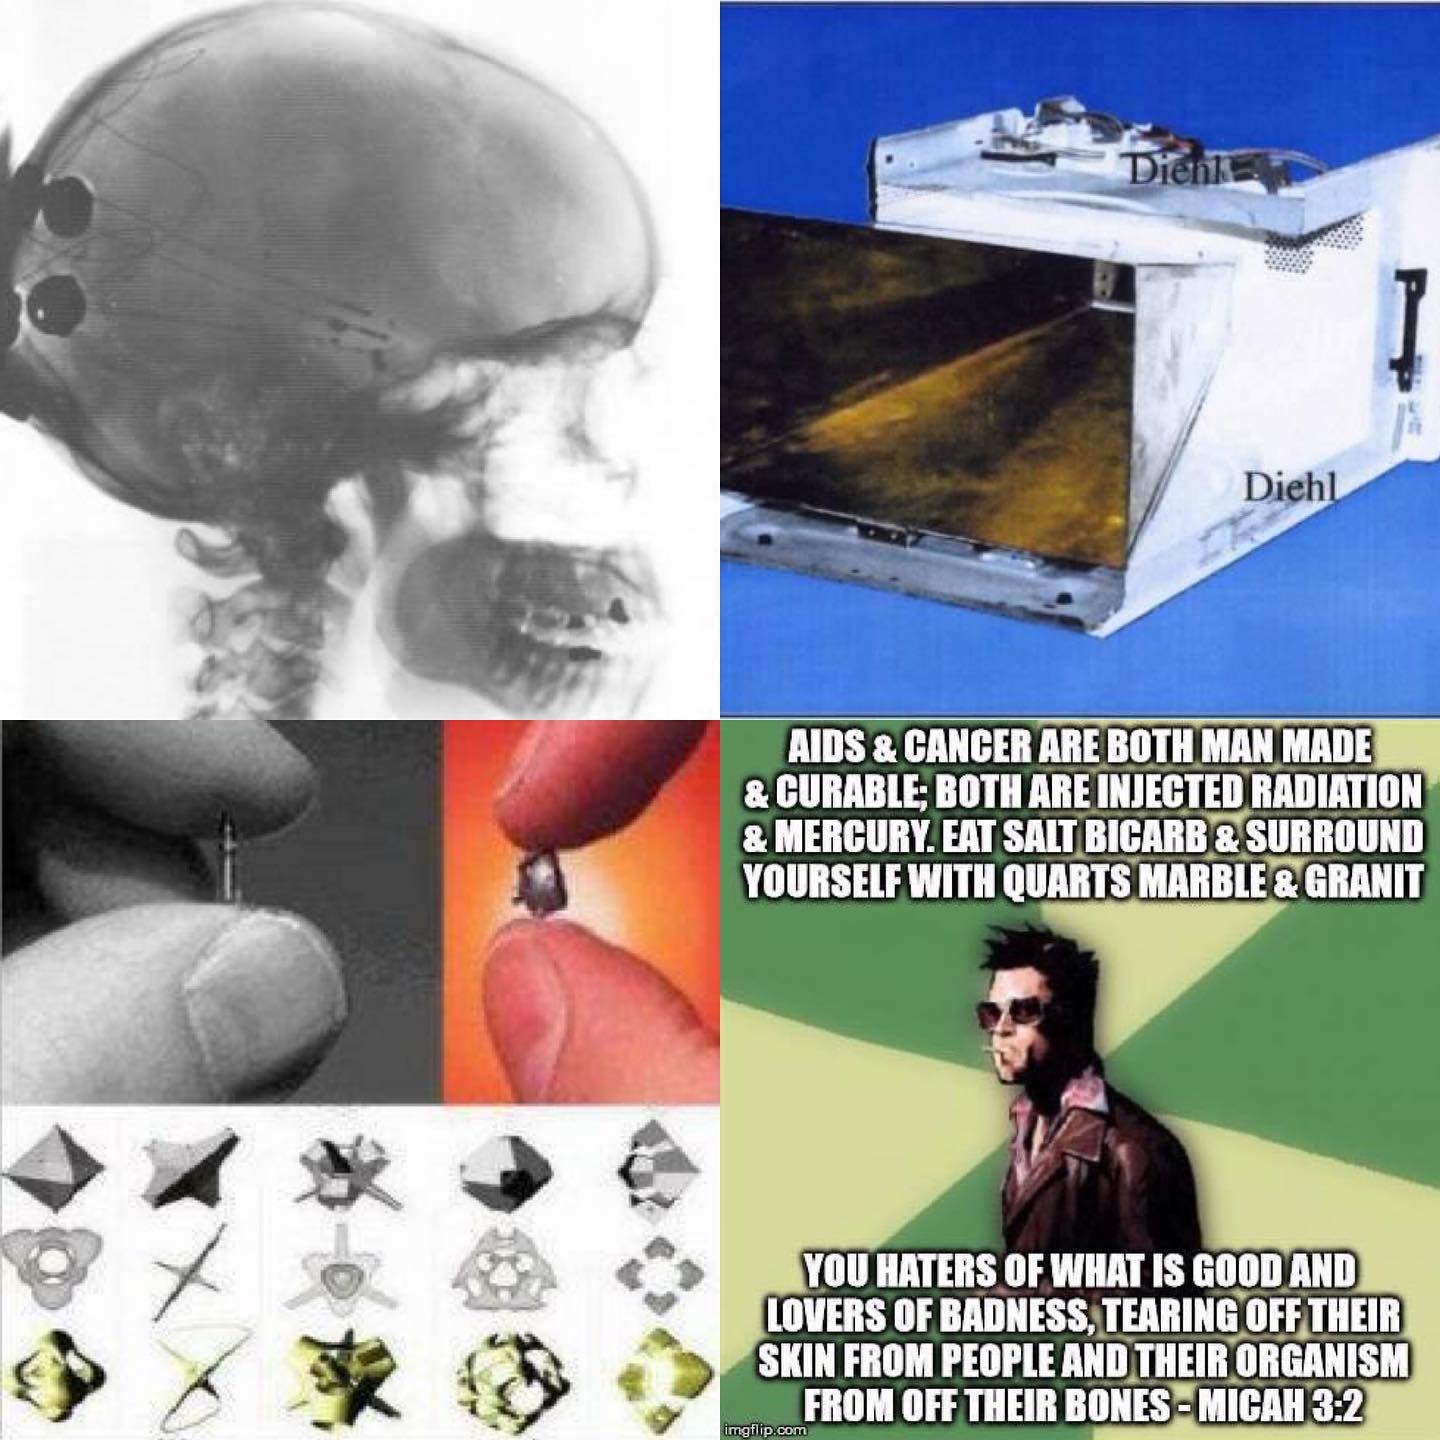 Diehl
Diehl
AIDS & CANCER ARE BOTH MAN MADE
& CURABLE; BOTH ARE INJECTED RADIATION
& MERCURY. EAT SALT BICARB & SURROUND
YOURSELF WITH QUARTS MARBLE & GRANIT
YOU HATERS OF WHAT IS GOOD AND
LOVERS OF BADNESS, TEARING OFF THEIR
SKIN FROM PEOPLE AND THEIR ORGANISM
FROM OFF THEIR BONES - MICAH 3:2
imgflip.com